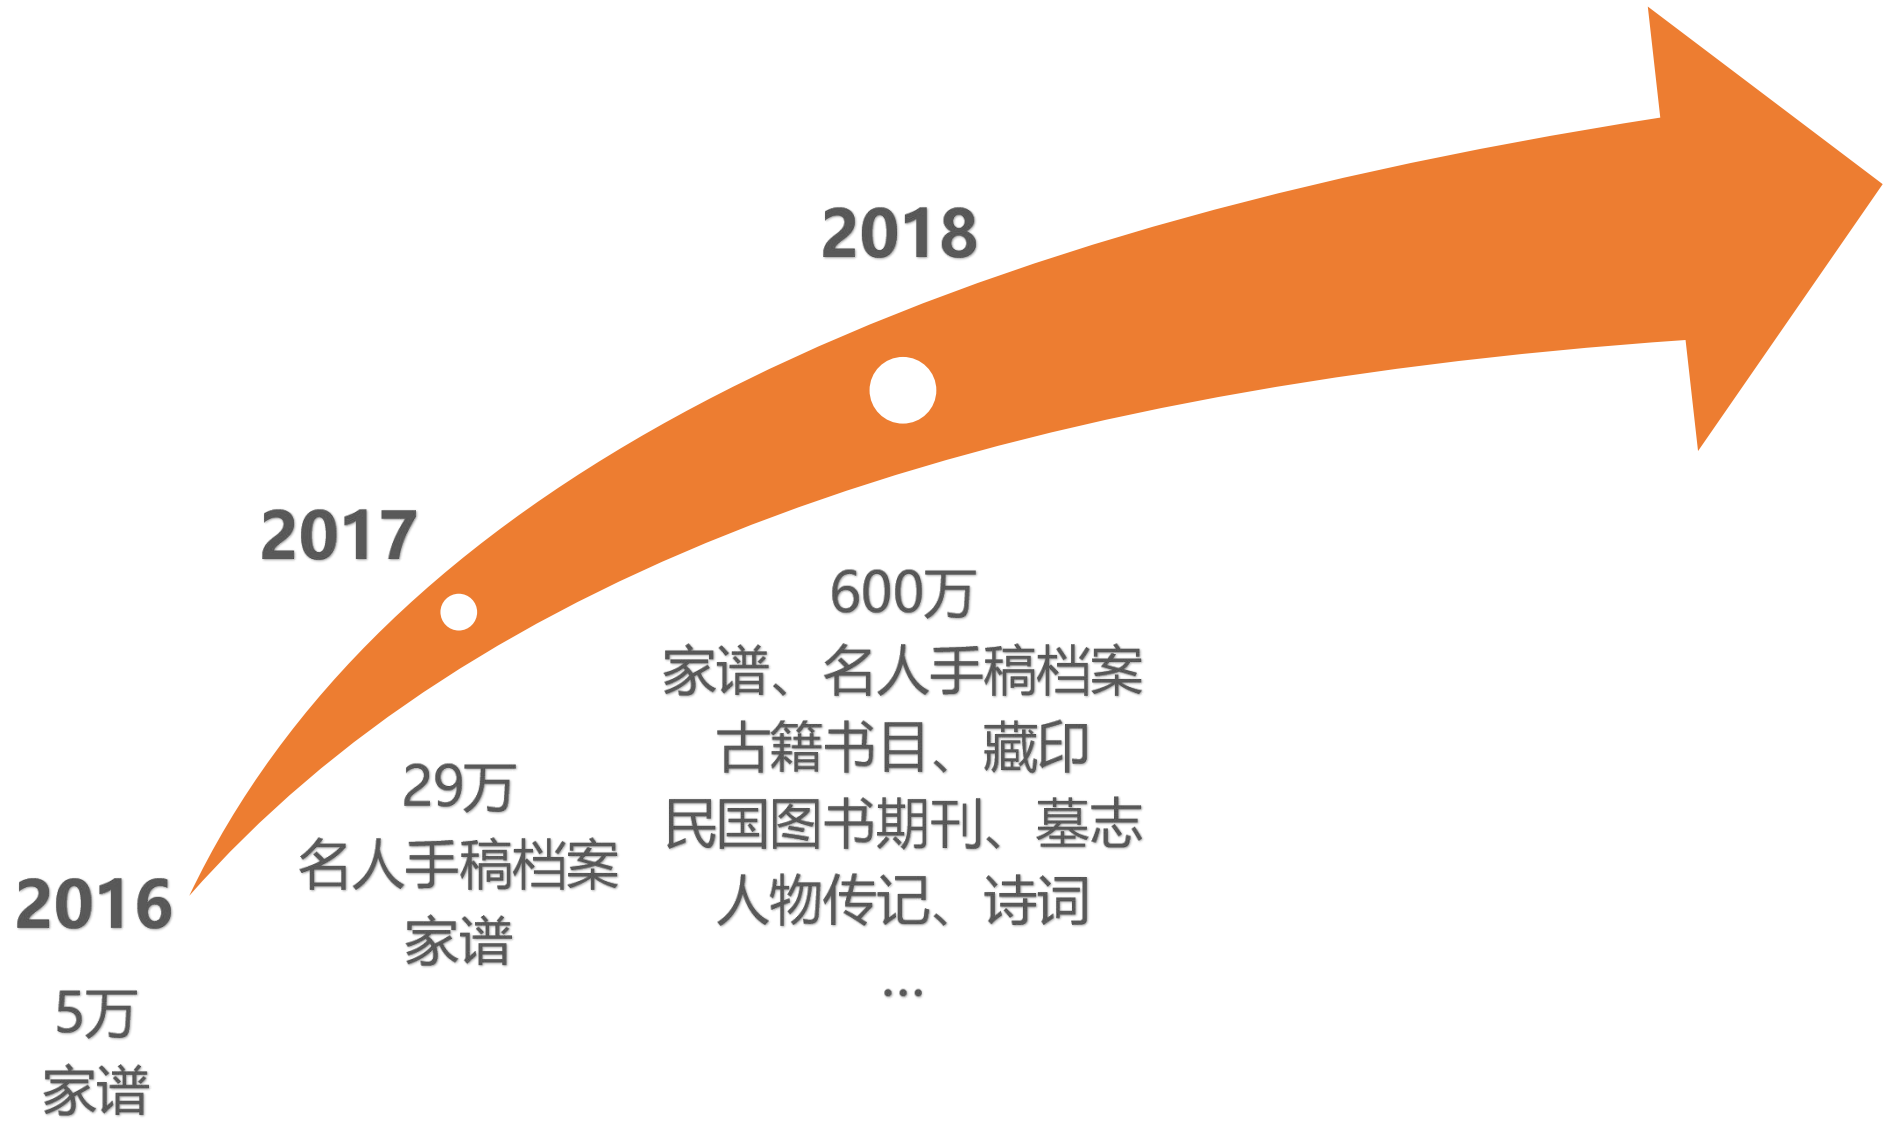 2016
5万
家谱
2017
29万
名人手稿档案
家谱
2018
600万
家谱、名人手稿档案
古籍书目、藏印
民国图书期刊、墓志
人物传记、诗词
...